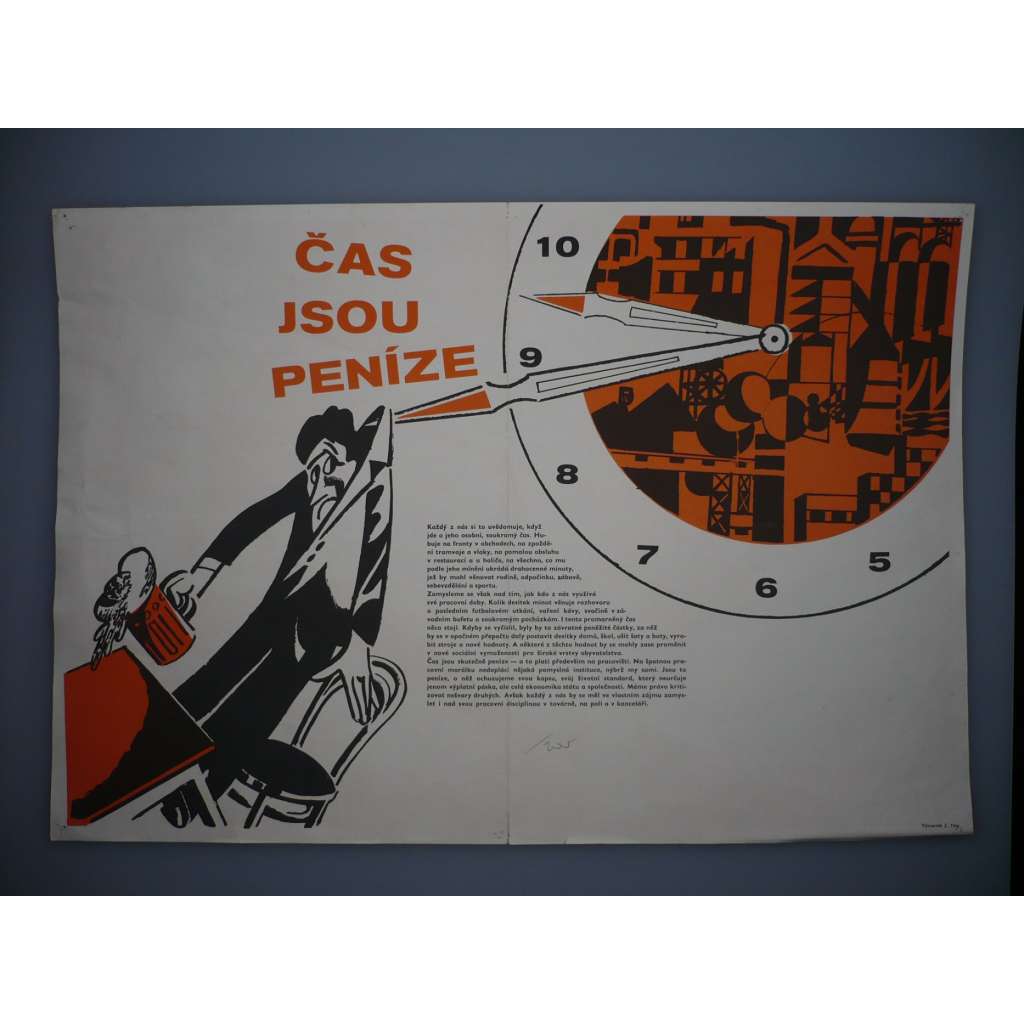 ČAS
JSOU
PENÍZE
10
9
8
7
6
5
Každý z nás si to uvědomuje, když
jde o jeho osobní, soukromý čas. Hu-
buje na fronty v obchodech, na zpoždě-
ní tramvaje a vlaky, na pomalou obsluhu
v restauraci a u holiče, na všechno, co mu
podle jeho mínění okrádá drahocenné minuty,
jež by mohl věnovat rodině, odpočinku, zábavě,
sebevzdělání a sportu.
Zamysleme se však nad tím, jak kdo z nás využívá
své pracovní doby. Kolik desítek minut věnuje rozhovoru
o posledním fotbalovém utkání, vaření kávy, svačině v zá-
vodním bufetu a soukromým pochůzkám. I tento promarněný čas
něco stojí. Kdyby se vyčíslil, byly by to závratné peněžité částky, za něž
by se v opačném přepočtu daly postavit desítky domů, škol, ušít šaty a boty, vyro-
bit stroje a nové hodnoty. A některé z těchto hodnot by se mohly zase proměnit
v nové sociální vymoženosti pro široké vrstvy obyvatelstva.
Čas jsou skutečně peníze — a to platí především na pracovišti. Na špatnou pra-
covní morálku nedoplácí nějaká pomyslná instituce, nýbrž my sami. Jsou to
peníze, o něž ochuzujeme svou kapsu, svůj životní standard, který neurčuje
jenom výplatní páska, ale celá ekonomika státu a společnosti. Máme právo kriti-
zovat nešvary druhých. Avšak každý z nás by se měl ve vlastním zájmu zamys-
let i nad svou pracovní disciplínou v továrně, na poli a v kanceláři.